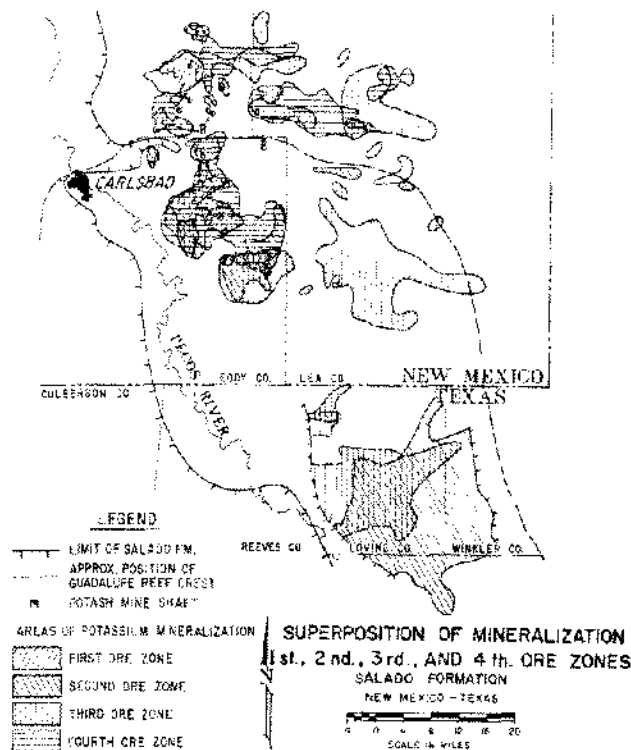 CARLSBAD
PECOS RIVER
EDDY CO. LEA CO.
NEW MEXICO
CULBERSON CO
TEXAS
LEGEND
LIMIT OF SALADO FM.
APPROX. POSITION OF
GUADALUPE REEF CREST
POTASH MINE SHAFT
REEVES CO LOVING CO. WINKLER CO.
AREAS OF POTASSIUM MINERALIZATION
FIRST ORE ZONE
SECOND ORE ZONE
THIRD ORE ZONE
FOURTH ORE ZONE
SUPERPOSITION OF MINERALIZATION
1st., 2nd., 3rd., AND 4th. ORE ZONES
SALADO FORMATION
NEW MEXICO - TEXAS
SCALE IN MILES